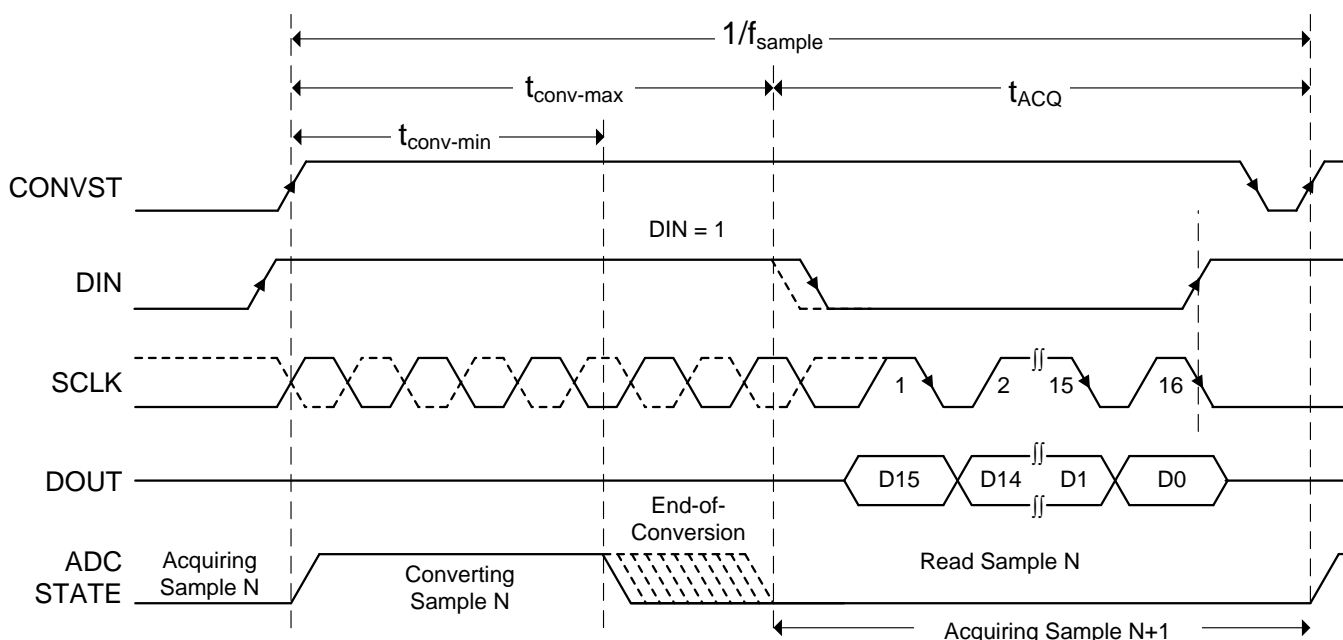 1/fsample
tconv-max
tACQ
tconv-min
CONVST
DIN = 1
DIN
SCLK
1
2
15
16
DOUT
D15
D14
D1
D0
End-of-
Conversion
ADC
STATE
Acquiring
Sample N
Converting
Sample N
Read Sample N
Acquiring Sample N+1